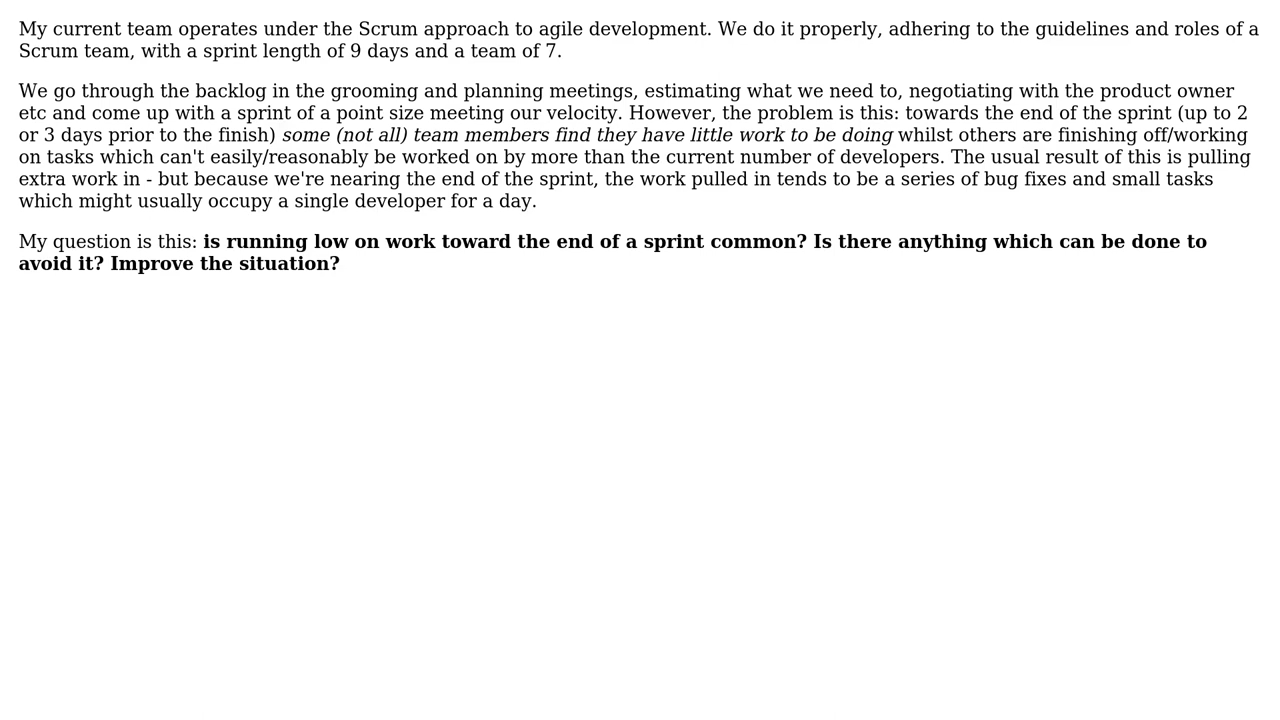 My current team operates under the Scrum approach to agile development. We do it properly, adhering to the guidelines and roles of a
Scrum team, with a sprint length of 9 days and a team of 7.
We go through the backlog in the grooming and planning meetings, estimating what we need to, negotiating with the product owner
etc and come up with a sprint of a point size meeting our velocity. However, the problem is this: towards the end of the sprint (up to 2
or 3 days prior to the finish) some (not all) team members find they have little work to be doing whilst others are finishing off/working
on tasks which can't easily/reasonably be worked on by more than the current number of developers. The usual result of this is pulling
extra work in - but because we're nearing the end of the sprint, the work pulled in tends to be a series of bug fixes and small tasks
which might usually occupy a single developer for a day.
My question is this: is running low on work toward the end of a sprint common? Is there anything which can be done to
avoid it? Improve the situation?